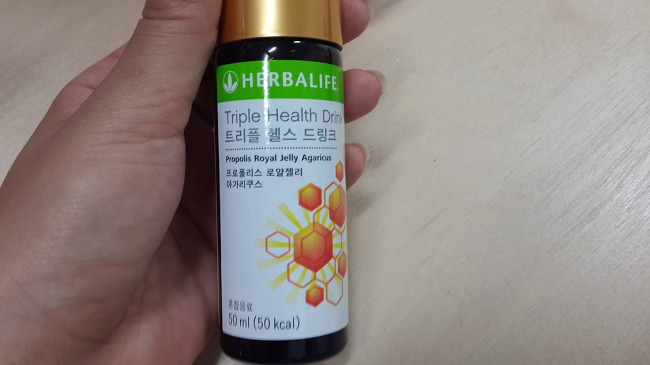 HERBALIFE
Triple Health Drink
트리플 헬스 드링크
Propolis Royal Jelly Agaricus
프로폴리스 로얄젤리
아가리쿠스
혼합음료
50 ml (50 kcal)